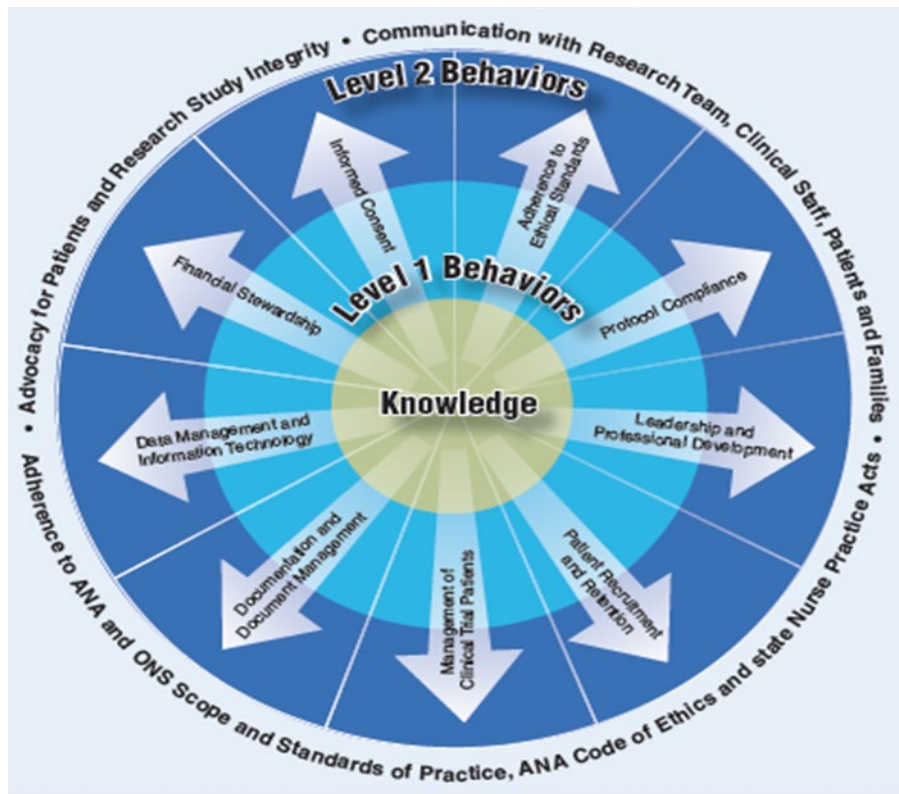 Advocacy for Patients and Research Study Integrity • Communication with Research Team, Clinical Staff, Patients and Families •
Level 2 Behaviors
Informed Consent
Adherence to
Ethical Standards
Financial Stewardship
Level 1 Behaviors
Protocol Compliance
Knowledge
Data Management and
Information Technology
Leadership and
Professional Development
Documentation and
Document Management
Management of
Clinical Trial Patients
Patient Recruitment
and Retention
Adherence to ANA and ONS Scope and Standards of Practice, ANA Code of Ethics and state Nurse Practice Acts •